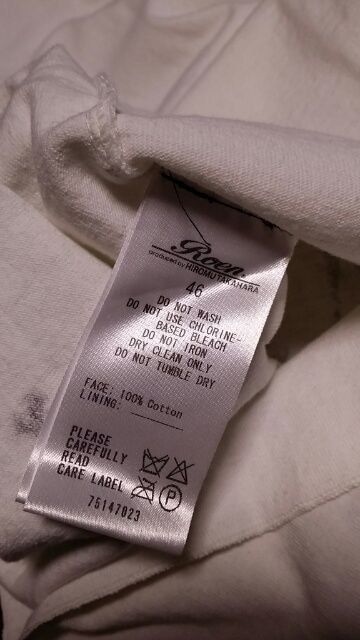 Roen
produced by HIROMU TAKAHARA
46
DO NOT WASH
DO NOT USE CHLORINE-
BASED BLEACH
DO NOT IRON
DRY CLEAN ONLY
DO NOT TUMBLE DRY
FACE: 100% Cotton
LINING:
PLEASE
CAREFULLY
READ
CARE LABEL
P
75147023